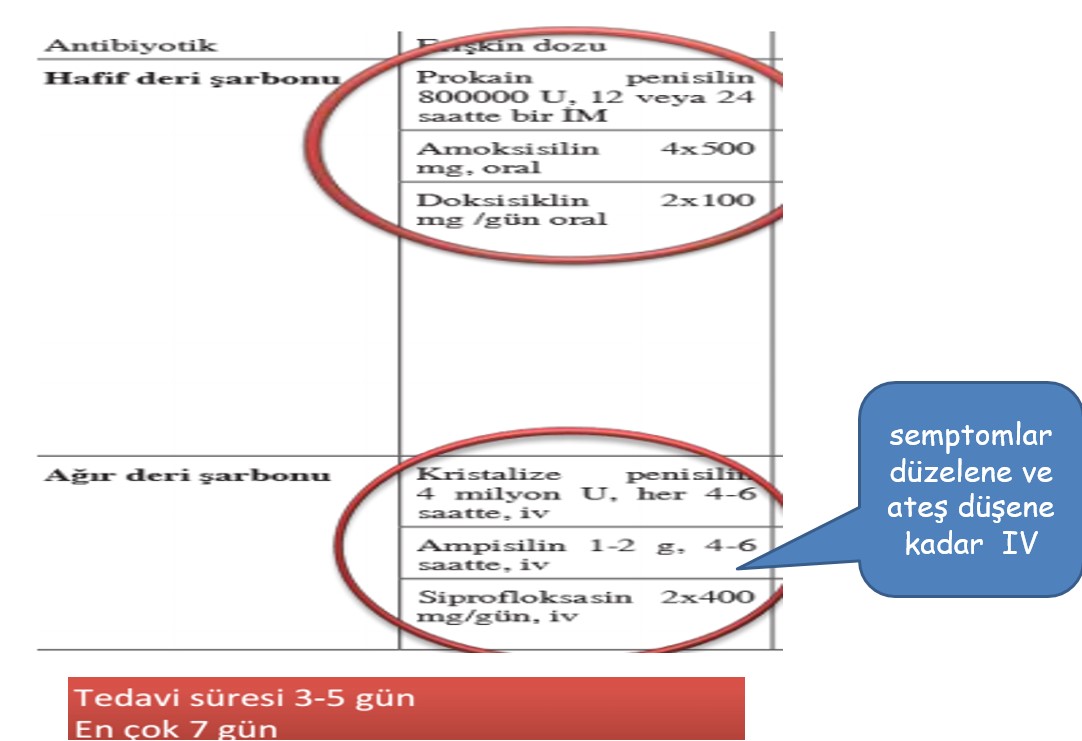 Antibiyotik
Erişkin dozu
Hafif deri şarbonu
Prokain penisilin
800000 U, 12 veya 24
saatte bir İM
Amoksisilin 4x500
mg, oral
Doksisiklin 2x100
mg /gün oral
Ağır deri şarbonu
Kristalize penisilin
4 milyon U, her 4-6
saatte, iv
Ampisilin 1-2 g, 4-6
saatte, iv
Siprofloksasin 2x400
mg/gün, iv
semptomlar
düzelene ve
ateş düşene
kadar IV
Tedavi süresi 3-5 gün
En çok 7 gün